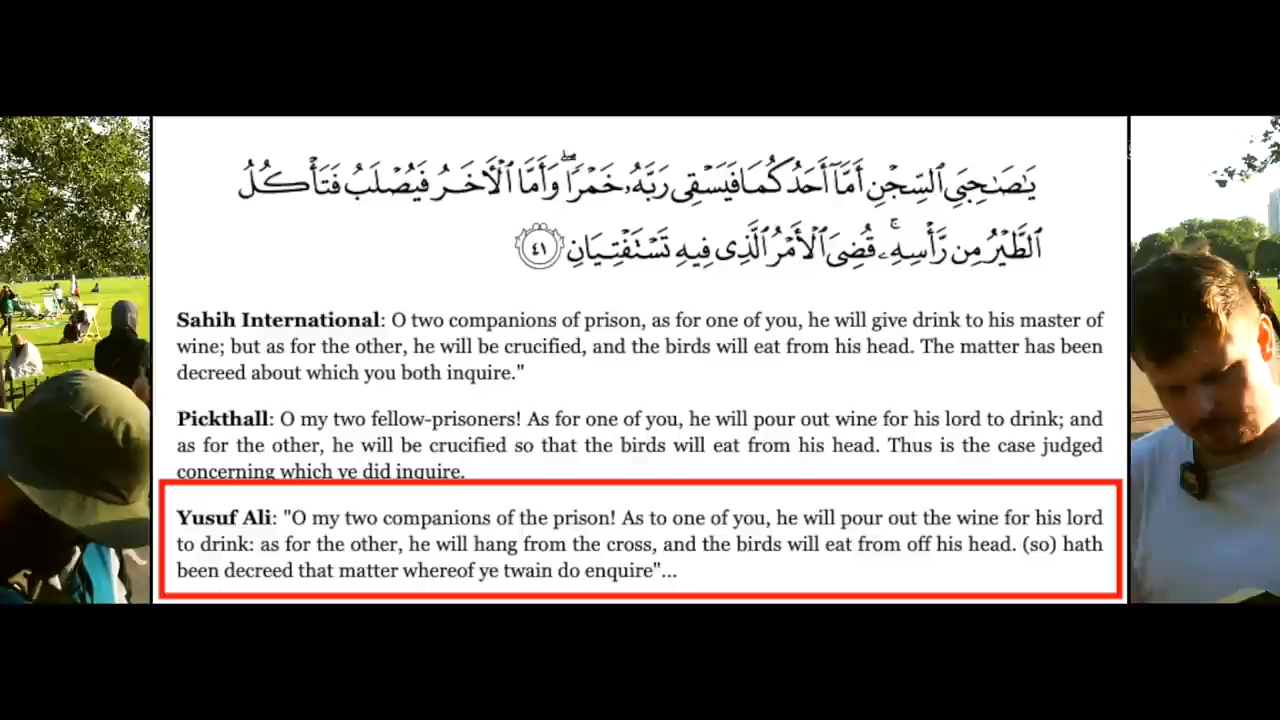 يَـٰصَـٰحِبَىِ ٱلسِّجْنِ أَمَّآ أَحَدُكُمَا فَيَسْقِى رَبَّهُۥ خَمْرًۭا ۖ وَأَمَّا ٱلْـَٔاخَرُ فَيُصْلَبُ فَتَأْكُلُ
ٱلطَّيْرُ مِن رَّأْسِهِۦ ۚ قُضِىَ ٱلْأَمْرُ ٱلَّذِى فِيهِ تَسْتَفْتِيَانِ ٤١
Sahih International: O two companions of prison, as for one of you, he will give drink to his master of
wine; but as for the other, he will be crucified, and the birds will eat from his head. The matter has been
decreed about which you both inquire."
Pickthall: O my two fellow-prisoners! As for one of you, he will pour out wine for his lord to drink; and
as for the other, he will be crucified so that the birds will eat from his head. Thus is the case judged
concerning which ye did inquire.
Yusuf Ali: "O my two companions of the prison! As to one of you, he will pour out the wine for his lord
to drink: as for the other, he will hang from the cross, and the birds will eat from off his head. (so) hath
been decreed that matter whereof ye twain do enquire"...